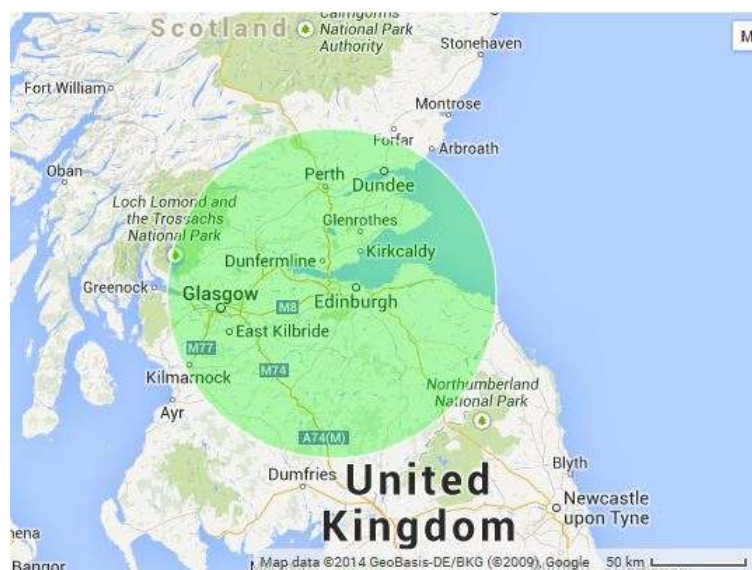 Cairngorms
National Park
Authority
Scotland
M
Stonehaven
Fort William
Montrose
Forfar
Arbroath
Oban
Perth
Dundee
Loch Lomond and
the Trossachs
National Park
Glenrothes
Kirkcaldy
Dunfermline
Greenock
Glasgow
M8
Edinburgh
East Kilbride
M77
M74
Kilmarnock
Northumberland
National Park
Ayr
A74(M)
Blyth
Dumfries
United
Kingdom
Newcastle
upon Tyne
ena
Bangor
Map data ©2014 GeoBasis-DE/BKG (©2009), Google
50 km